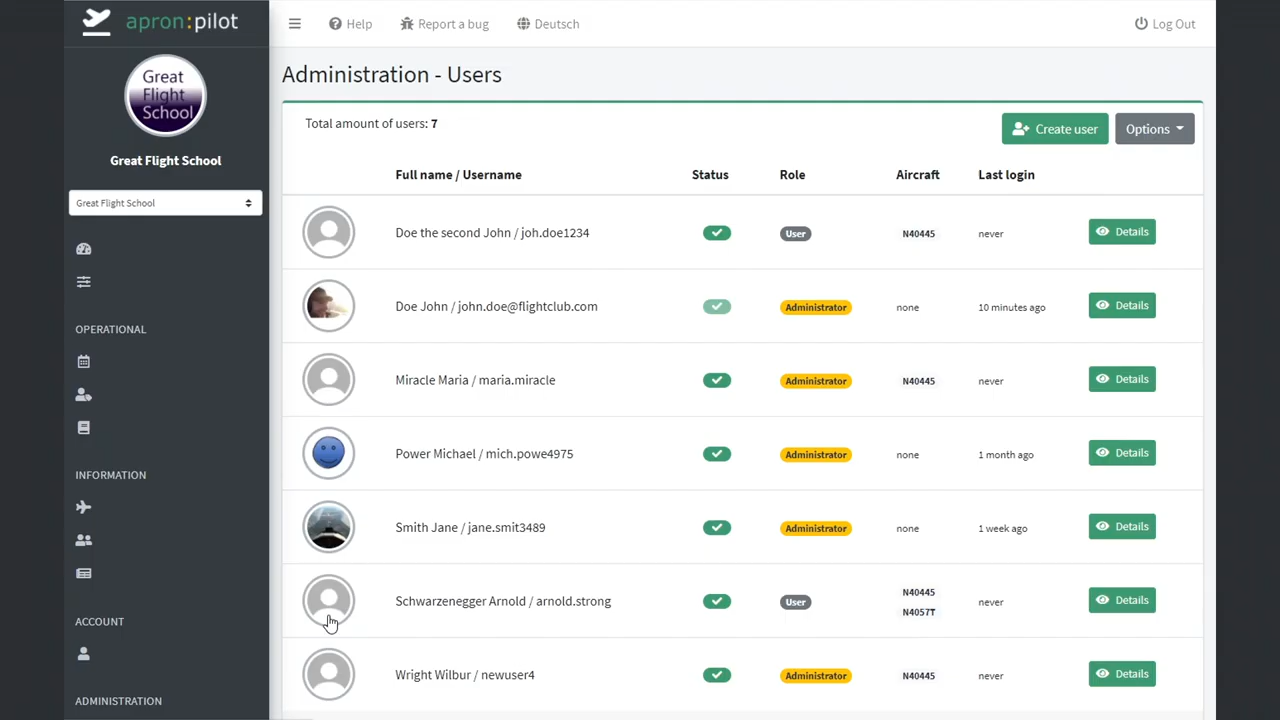 apron:pilot
Help
Report a bug
Deutsch
Log Out
Great Flight School
Great Flight School
Great Flight School
OPERATIONAL
INFORMATION
ACCOUNT
ADMINISTRATION
Administration - Users
Total amount of users: 7
Create user
Options
Full name / Username Status Role Aircraft Last login
Doe the second John / joh.doe1234 User N40445 never Details
Doe John / john.doe@flightclub.com Administrator none 10 minutes ago Details
Miracle Maria / maria.miracle Administrator N40445 never Details
Power Michael / mich.powe4975 Administrator none 1 month ago Details
Smith Jane / jane.smit3489 Administrator none 1 week ago Details
Schwarzenegger Arnold / arnold.strong User N40445 N4057T never Details
Wright Wilbur / newuser4 Administrator N40445 never Details